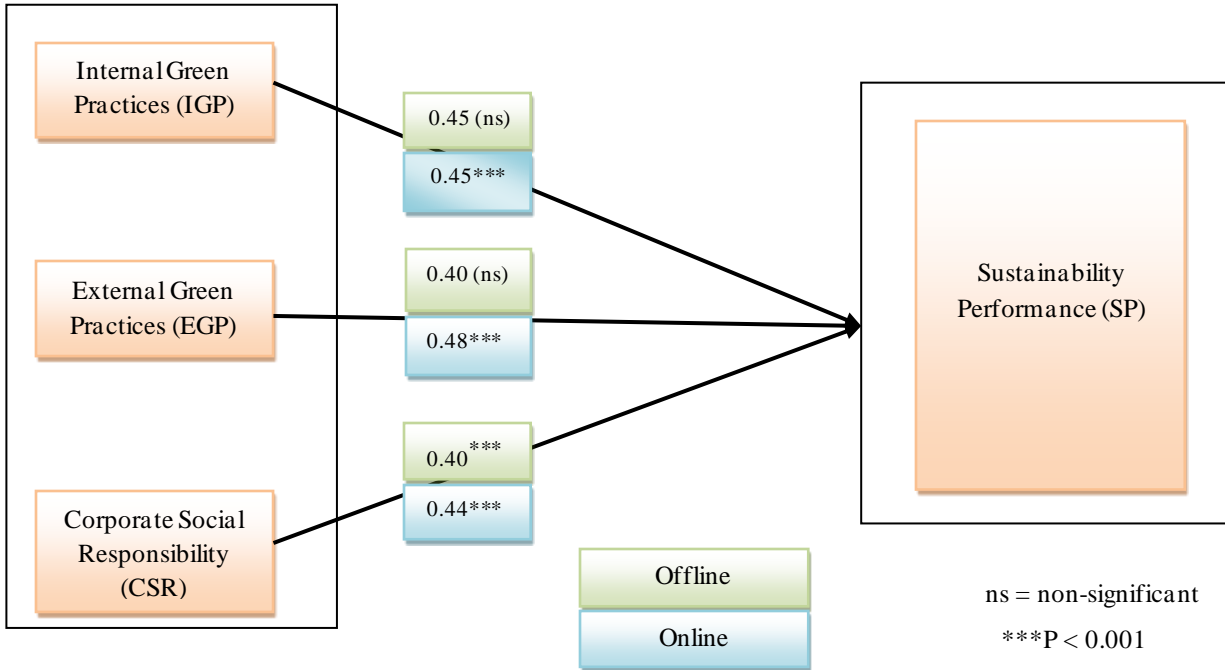 Internal Green
Practices (IGP)
0.45 (ns)
0.45***
External Green
Practices (EGP)
0.40 (ns)
0.48***
Sustainability
Performance (SP)
0.40***
0.44***
Corporate Social
Responsibility
(CSR)
Offline
Online
ns = non-significant
***P < 0.001